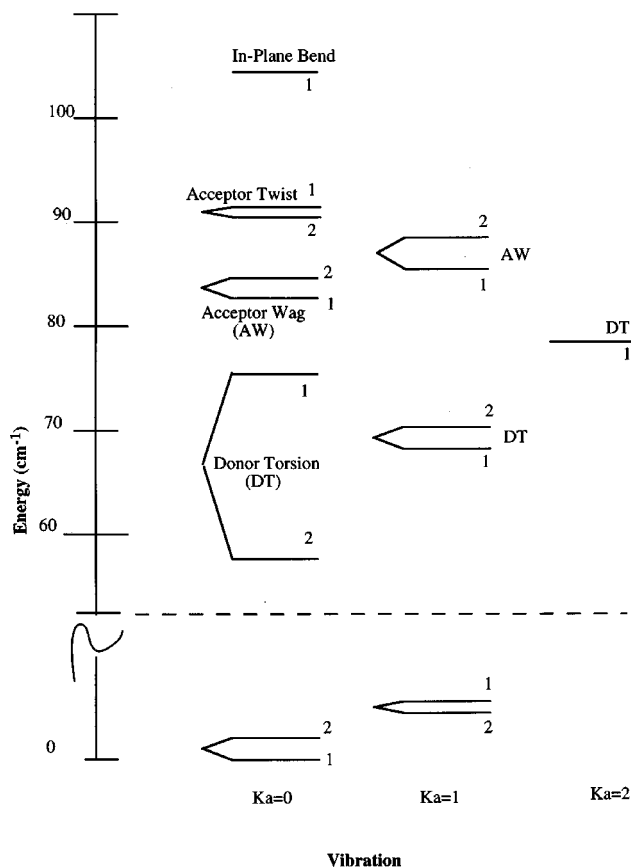 In-Plane Bend
1
100
Acceptor Twist 1
2
90
2
AW
1
2
1
Acceptor Wag
(AW)
80
DT
1
1
70
2
DT
1
Donor Torsion
(DT)
Energy (cm-1)
60
2
1
2
2
1
0
Ka=0
Ka=1
Ka=2
Vibration